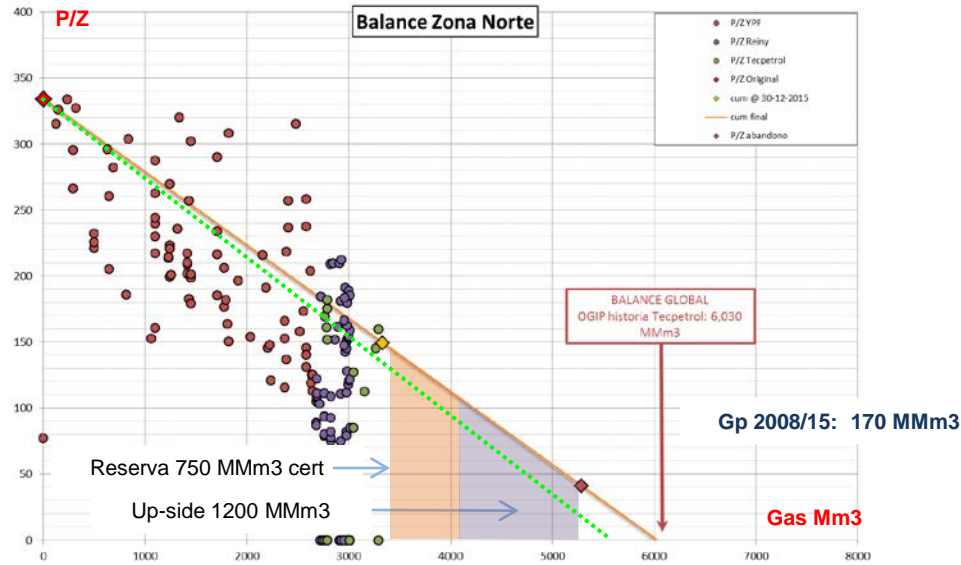 P/Z
Balance Zona Norte
400
350
300
250
200
150
100
50
0
P/Z YPF
P/Z Reiny
P/Z Tecpetrol
P/Z Original
cum @ 30-12-2015
cum final
P/Z abandono
BALANCE GLOBAL
OGIP historia Tecpetrol: 6,030
MMm3
Gp 2008/15: 170 MMm3
Reserva 750 MMm3 cert
Up-side 1200 MMm3
Gas Mm3
0
1000
2000
3000
4000
5000
6000
7000
8000